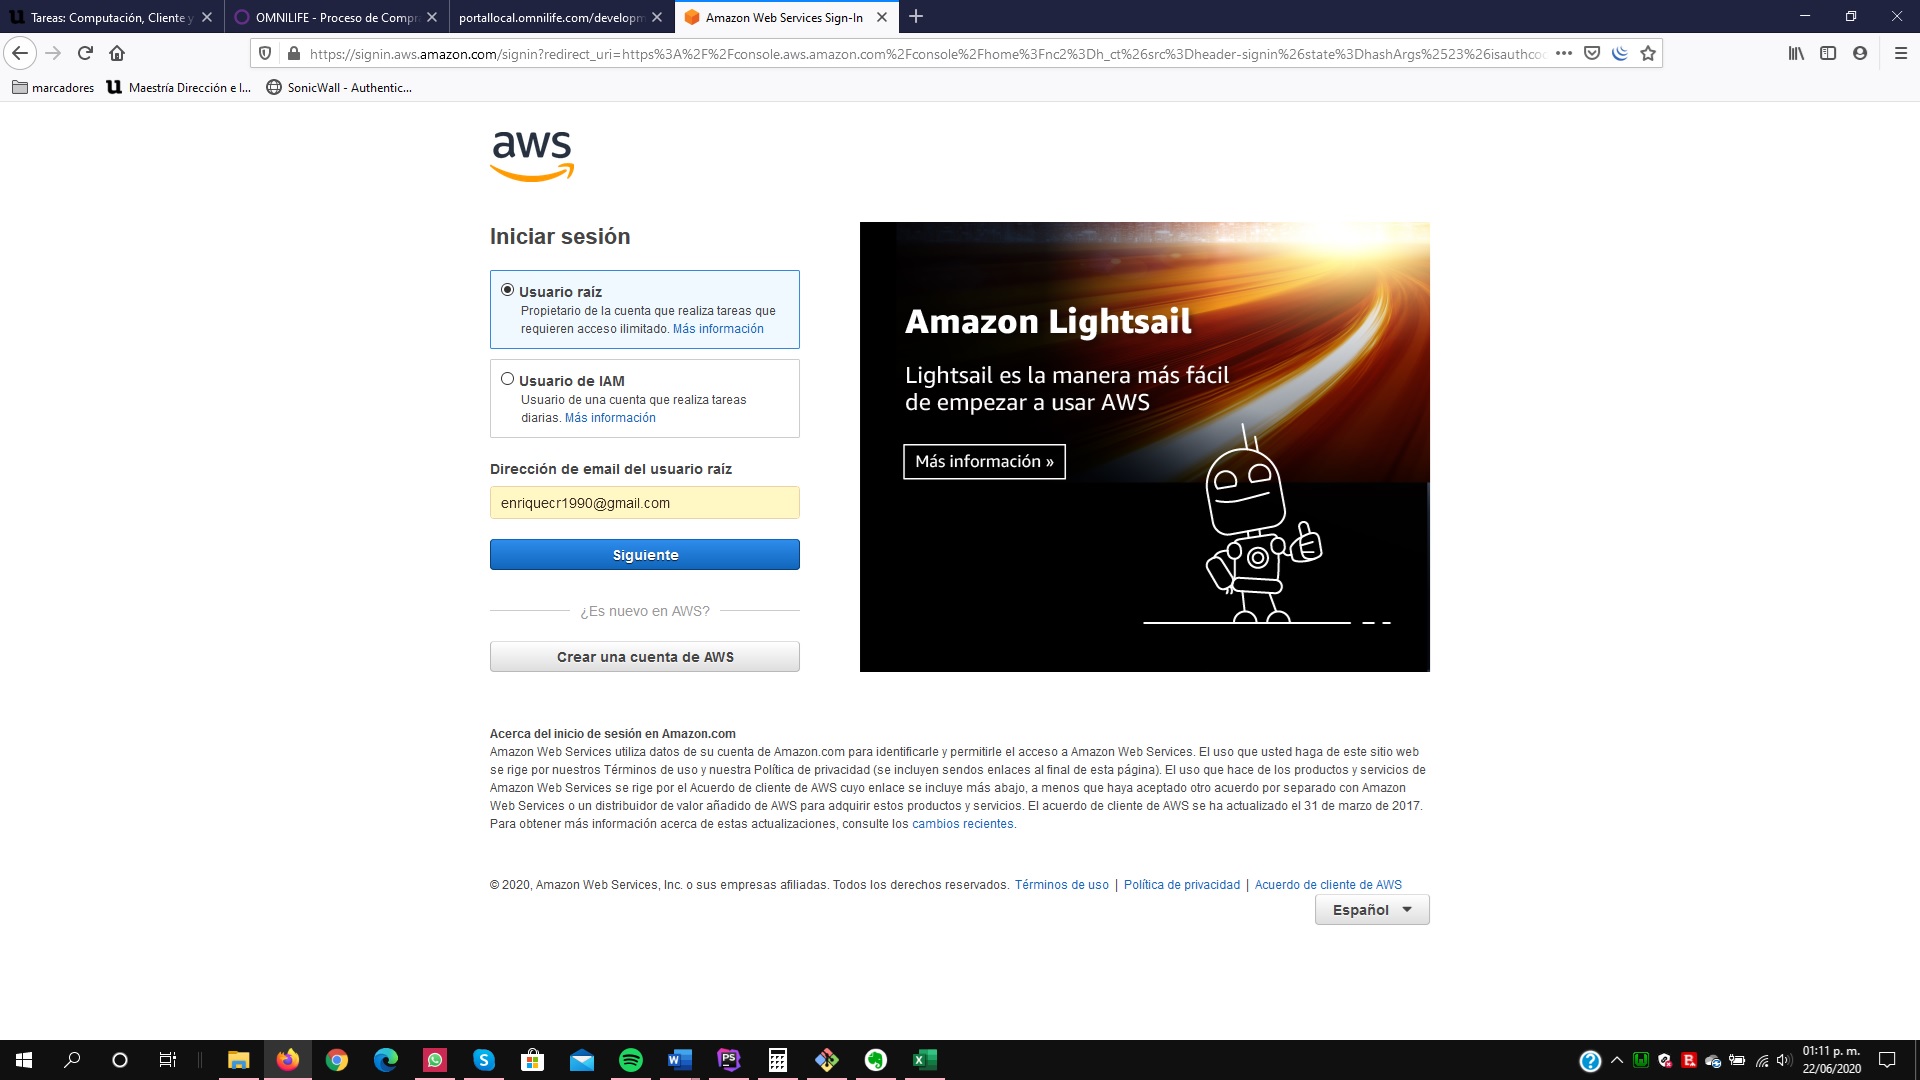 Tareas: Computación, Cliente y
OMNILIFE - Proceso de Compr
portallocal.omnilife.com/developm
Amazon Web Services Sign-In
https://signin.aws.amazon.com/signin?redirect_uri=https%3A%2F%2Fconsole.aws.amazon.com%2Fconsole%2Fhome%3Fnc2%3Dh_ct%26src%3Dheader-signin%26state%3DhashArgs%2523%26isauthcod
marcadores
Maestría Dirección e I...
SonicWall - Authentic...
aws
Iniciar sesión
Usuario raíz
Propietario de la cuenta que realiza tareas que
requieren acceso ilimitado. Más información
Usuario de IAM
Usuario de una cuenta que realiza tareas
diarias. Más información
Dirección de email del usuario raíz
enriquecr1990@gmail.com
Siguiente
¿Es nuevo en AWS?
Crear una cuenta de AWS
Amazon Lightsail
Lightsail es la manera más fácil
de empezar a usar AWS
Más información »
Acerca del inicio de sesión en Amazon.com
Amazon Web Services utiliza datos de su cuenta de Amazon.com para identificarle y permitirle el acceso a Amazon Web Services. El uso que usted haga de este sitio web
se rige por nuestros Términos de uso y nuestra Política de privacidad (se incluyen sendos enlaces al final de esta página). El uso que hace de los productos y servicios de
Amazon Web Services se rige por el Acuerdo de cliente de AWS cuyo enlace se incluye más abajo, a menos que haya aceptado otro acuerdo por separado con Amazon
Web Services o un distribuidor de valor añadido de AWS para adquirir estos productos y servicios. El acuerdo de cliente de AWS se ha actualizado el 31 de marzo de 2017.
Para obtener más información acerca de estas actualizaciones, consulte los cambios recientes.
© 2020, Amazon Web Services, Inc. o sus empresas afiliadas. Todos los derechos reservados. Términos de uso | Política de privacidad | Acuerdo de cliente de AWS
Español
01:11 p. m.
22/06/2020